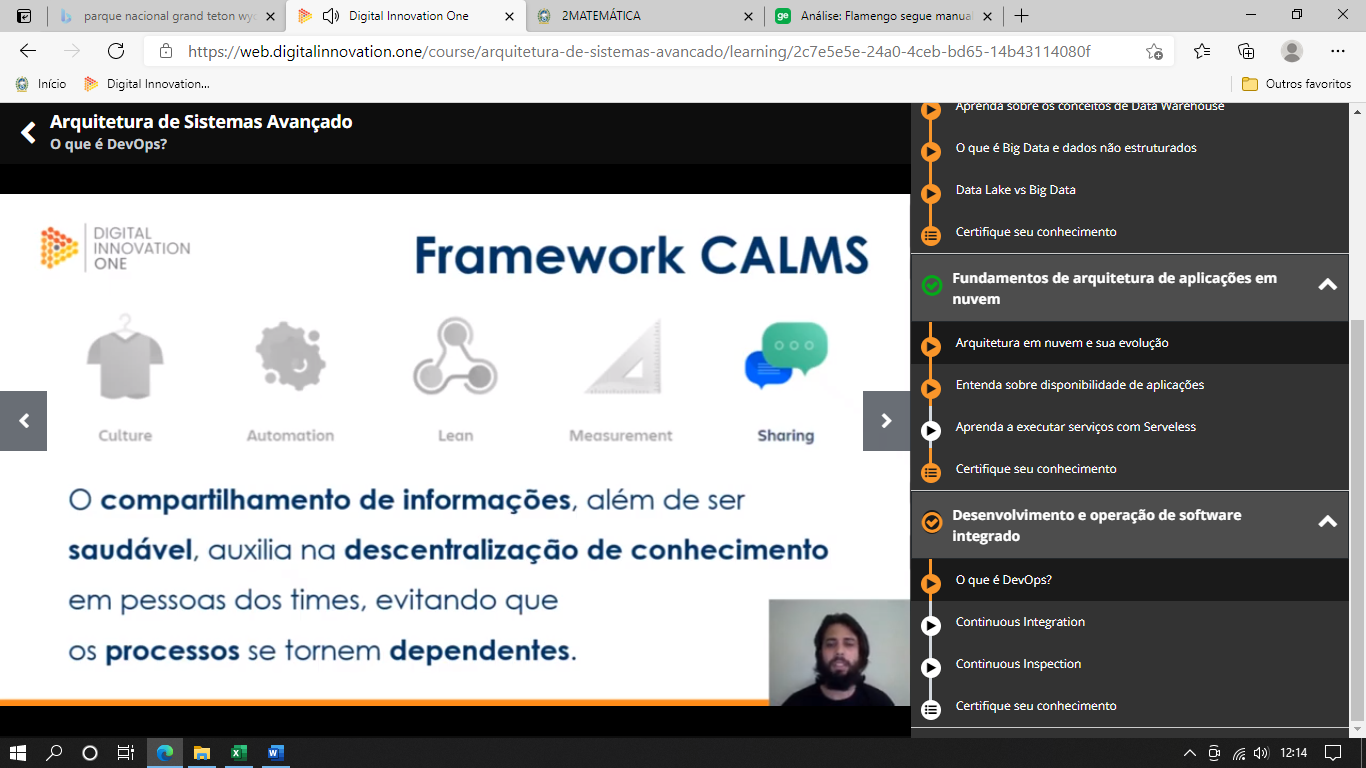 parque nacional grand teton wy
Digital Innovation One
2MATEMÁTICA
ge
Análise: Flamengo segue manua
https://web.digitalinnovation.one/course/arquitetura-de-sistemas-avancado/learning/2c7e5e5e-24a0-4ceb-bd65-14b43114080f
Início
Digital Innovation...
Outros favoritos
Arquitetura de Sistemas Avançado
O que é DevOps?
DIGITAL
INNOVATION
ONE
Framework CALMS
Culture
Automation
Lean
Measurement
Sharing
O compartilhamento de informações, além de ser
saudável, auxilia na descentralização de conhecimento
em pessoas dos times, evitando que
os processos se tornem dependentes.
Aprenda sobre os conceitos de Data Warehouse
O que é Big Data e dados não estruturados
Data Lake vs Big Data
Certifique seu conhecimento
Fundamentos de arquitetura de aplicações em
nuvem
Arquitetura em nuvem e sua evolução
Entenda sobre disponibilidade de aplicações
Aprenda a executar serviços com Serveless
Certifique seu conhecimento
Desenvolvimento e operação de software
integrado
O que é DevOps?
Continuous Integration
Continuous Inspection
Certifique seu conhecimento
12:14